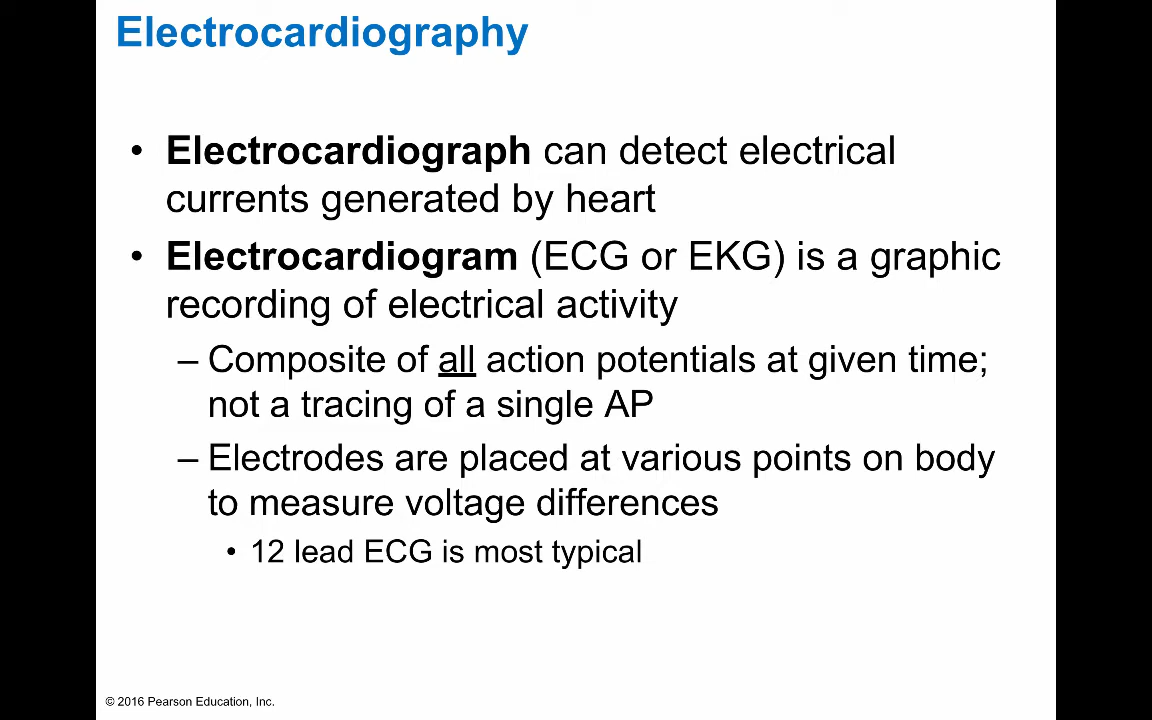 Electrocardiography
• Electrocardiograph can detect electrical
currents generated by heart
• Electrocardiogram (ECG or EKG) is a graphic
recording of electrical activity
– Composite of all action potentials at given time;
not a tracing of a single AP
– Electrodes are placed at various points on body
to measure voltage differences
• 12 lead ECG is most typical
© 2016 Pearson Education, Inc.